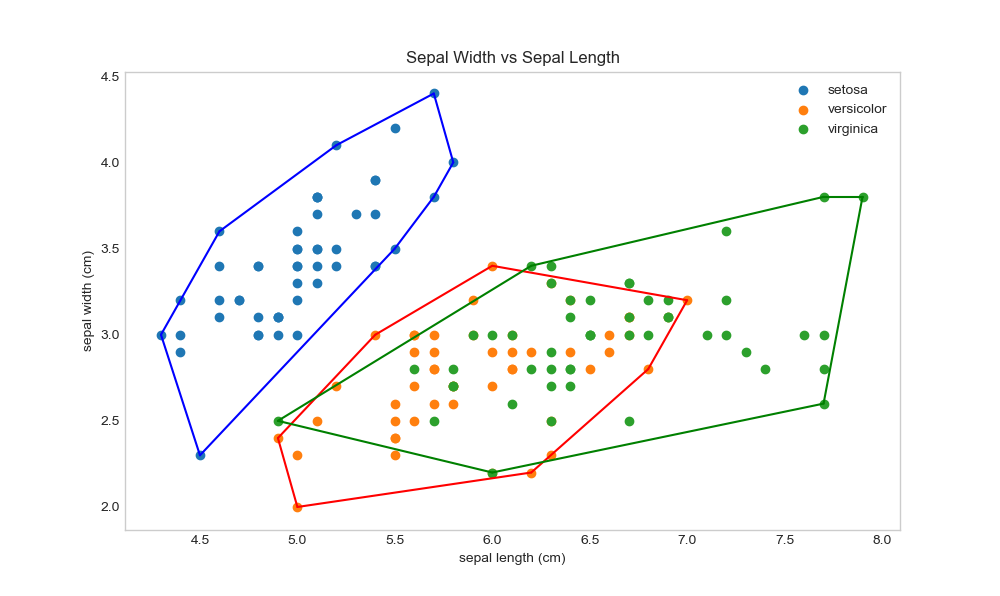 Sepal Width vs Sepal Length
setosa
versicolor
virginica
sepal width (cm)
4.5
4.0
3.5
3.0
2.5
2.0
4.5 5.0 5.5 6.0 6.5 7.0 7.5 8.0
sepal length (cm)